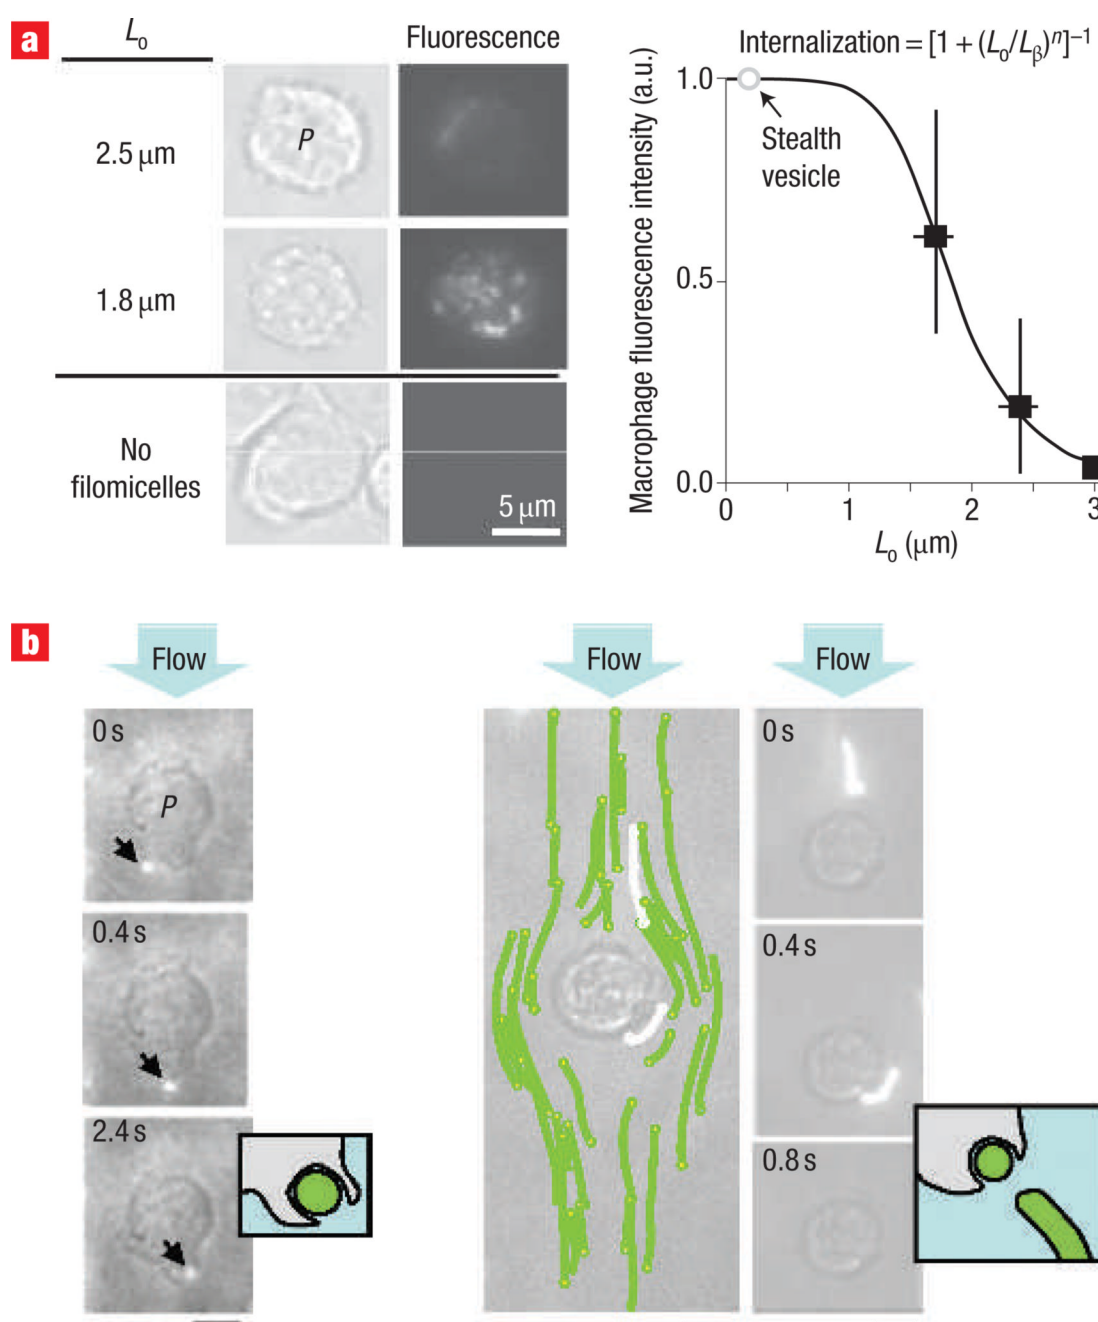 a
L₀
Fluorescence
2.5 μm
P
1.8 μm
No
filomicelles
5 μm
Internalization = [1 + (L₀/Lβ)ⁿ]⁻¹
Macrophage fluorescence intensity (a.u.)
1.0
0.5
0.0
Stealth
vesicle
0 1 2 3
L₀ (μm)
b
Flow
0 s
P
0.4 s
2.4 s
Flow
Flow
0 s
0.4 s
0.8 s